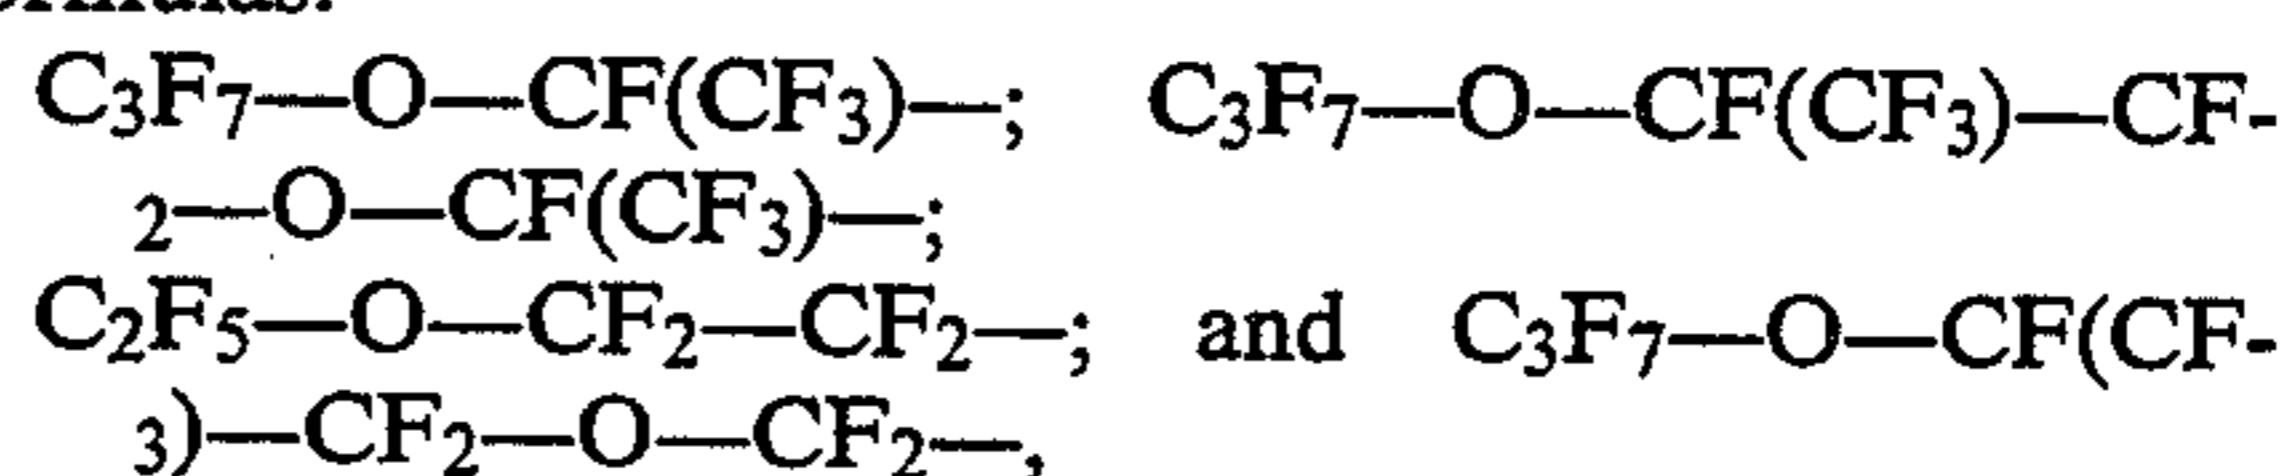 C₃F₇—O—CF(CF₃)—; C₃F₇—O—CF(CF₃)—CF-
₂—O—CF(CF₃)—;
C₂F₅—O—CF₂—CF₂—; and C₃F₇—O—CF(CF-
₃)—CF₂—O—CF₂—,